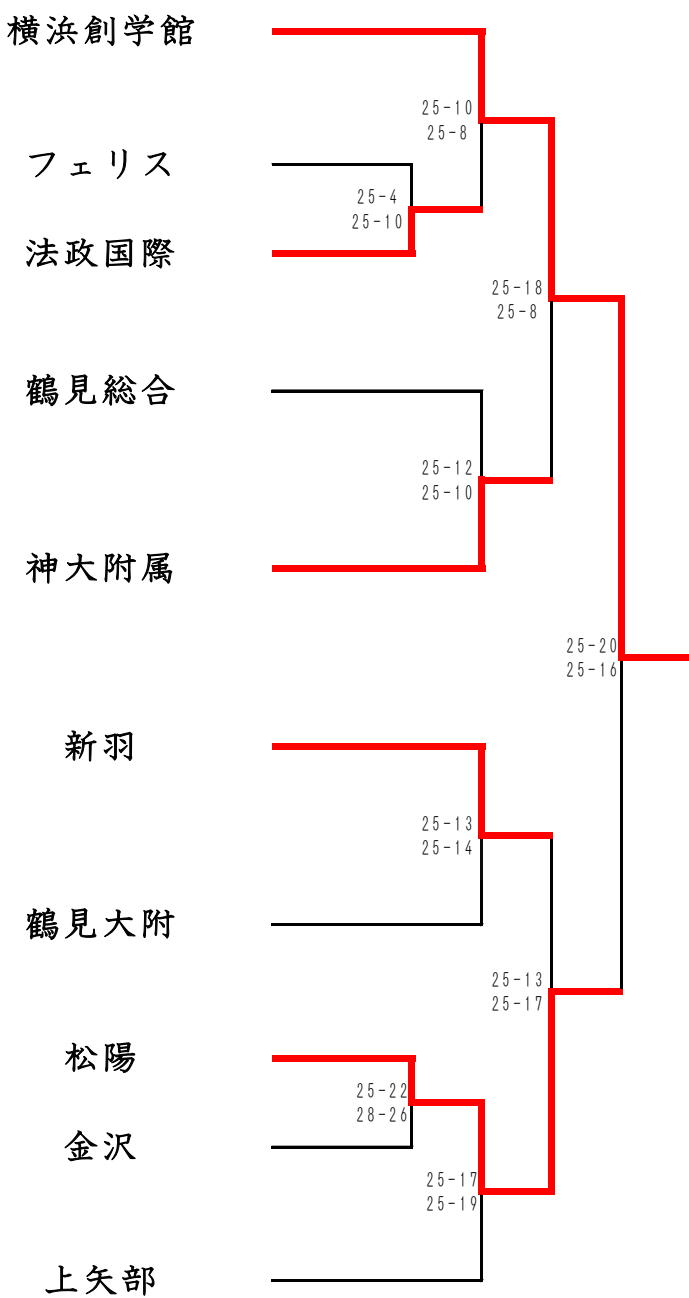 横浜創学館
25-10
25-8
フェリス
25-4
25-10
法政国際
25-18
25-8
鶴見総合
25-12
25-10
神大附属
25-20
25-16
新羽
25-13
25-14
鶴見大附
25-13
25-17
松陽
25-22
28-26
金沢
25-17
25-19
上矢部